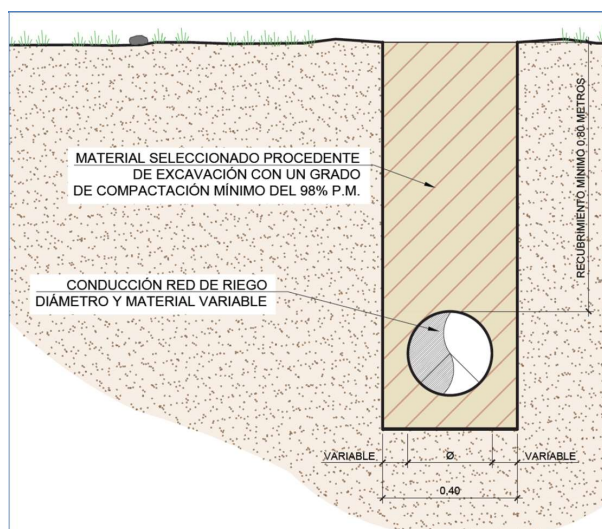 MATERIAL SELECCIONADO PROCEDENTE
DE EXCAVACIÓN CON UN GRADO
DE COMPACTACIÓN MÍNIMO DEL 98% P.M.
RECUBRIMIENTO MÍNIMO 0,80 METROS
CONDUCCIÓN RED DE RIEGO
DIÁMETRO Y MATERIAL VARIABLE
VARIABLE Ø VARIABLE
0,40